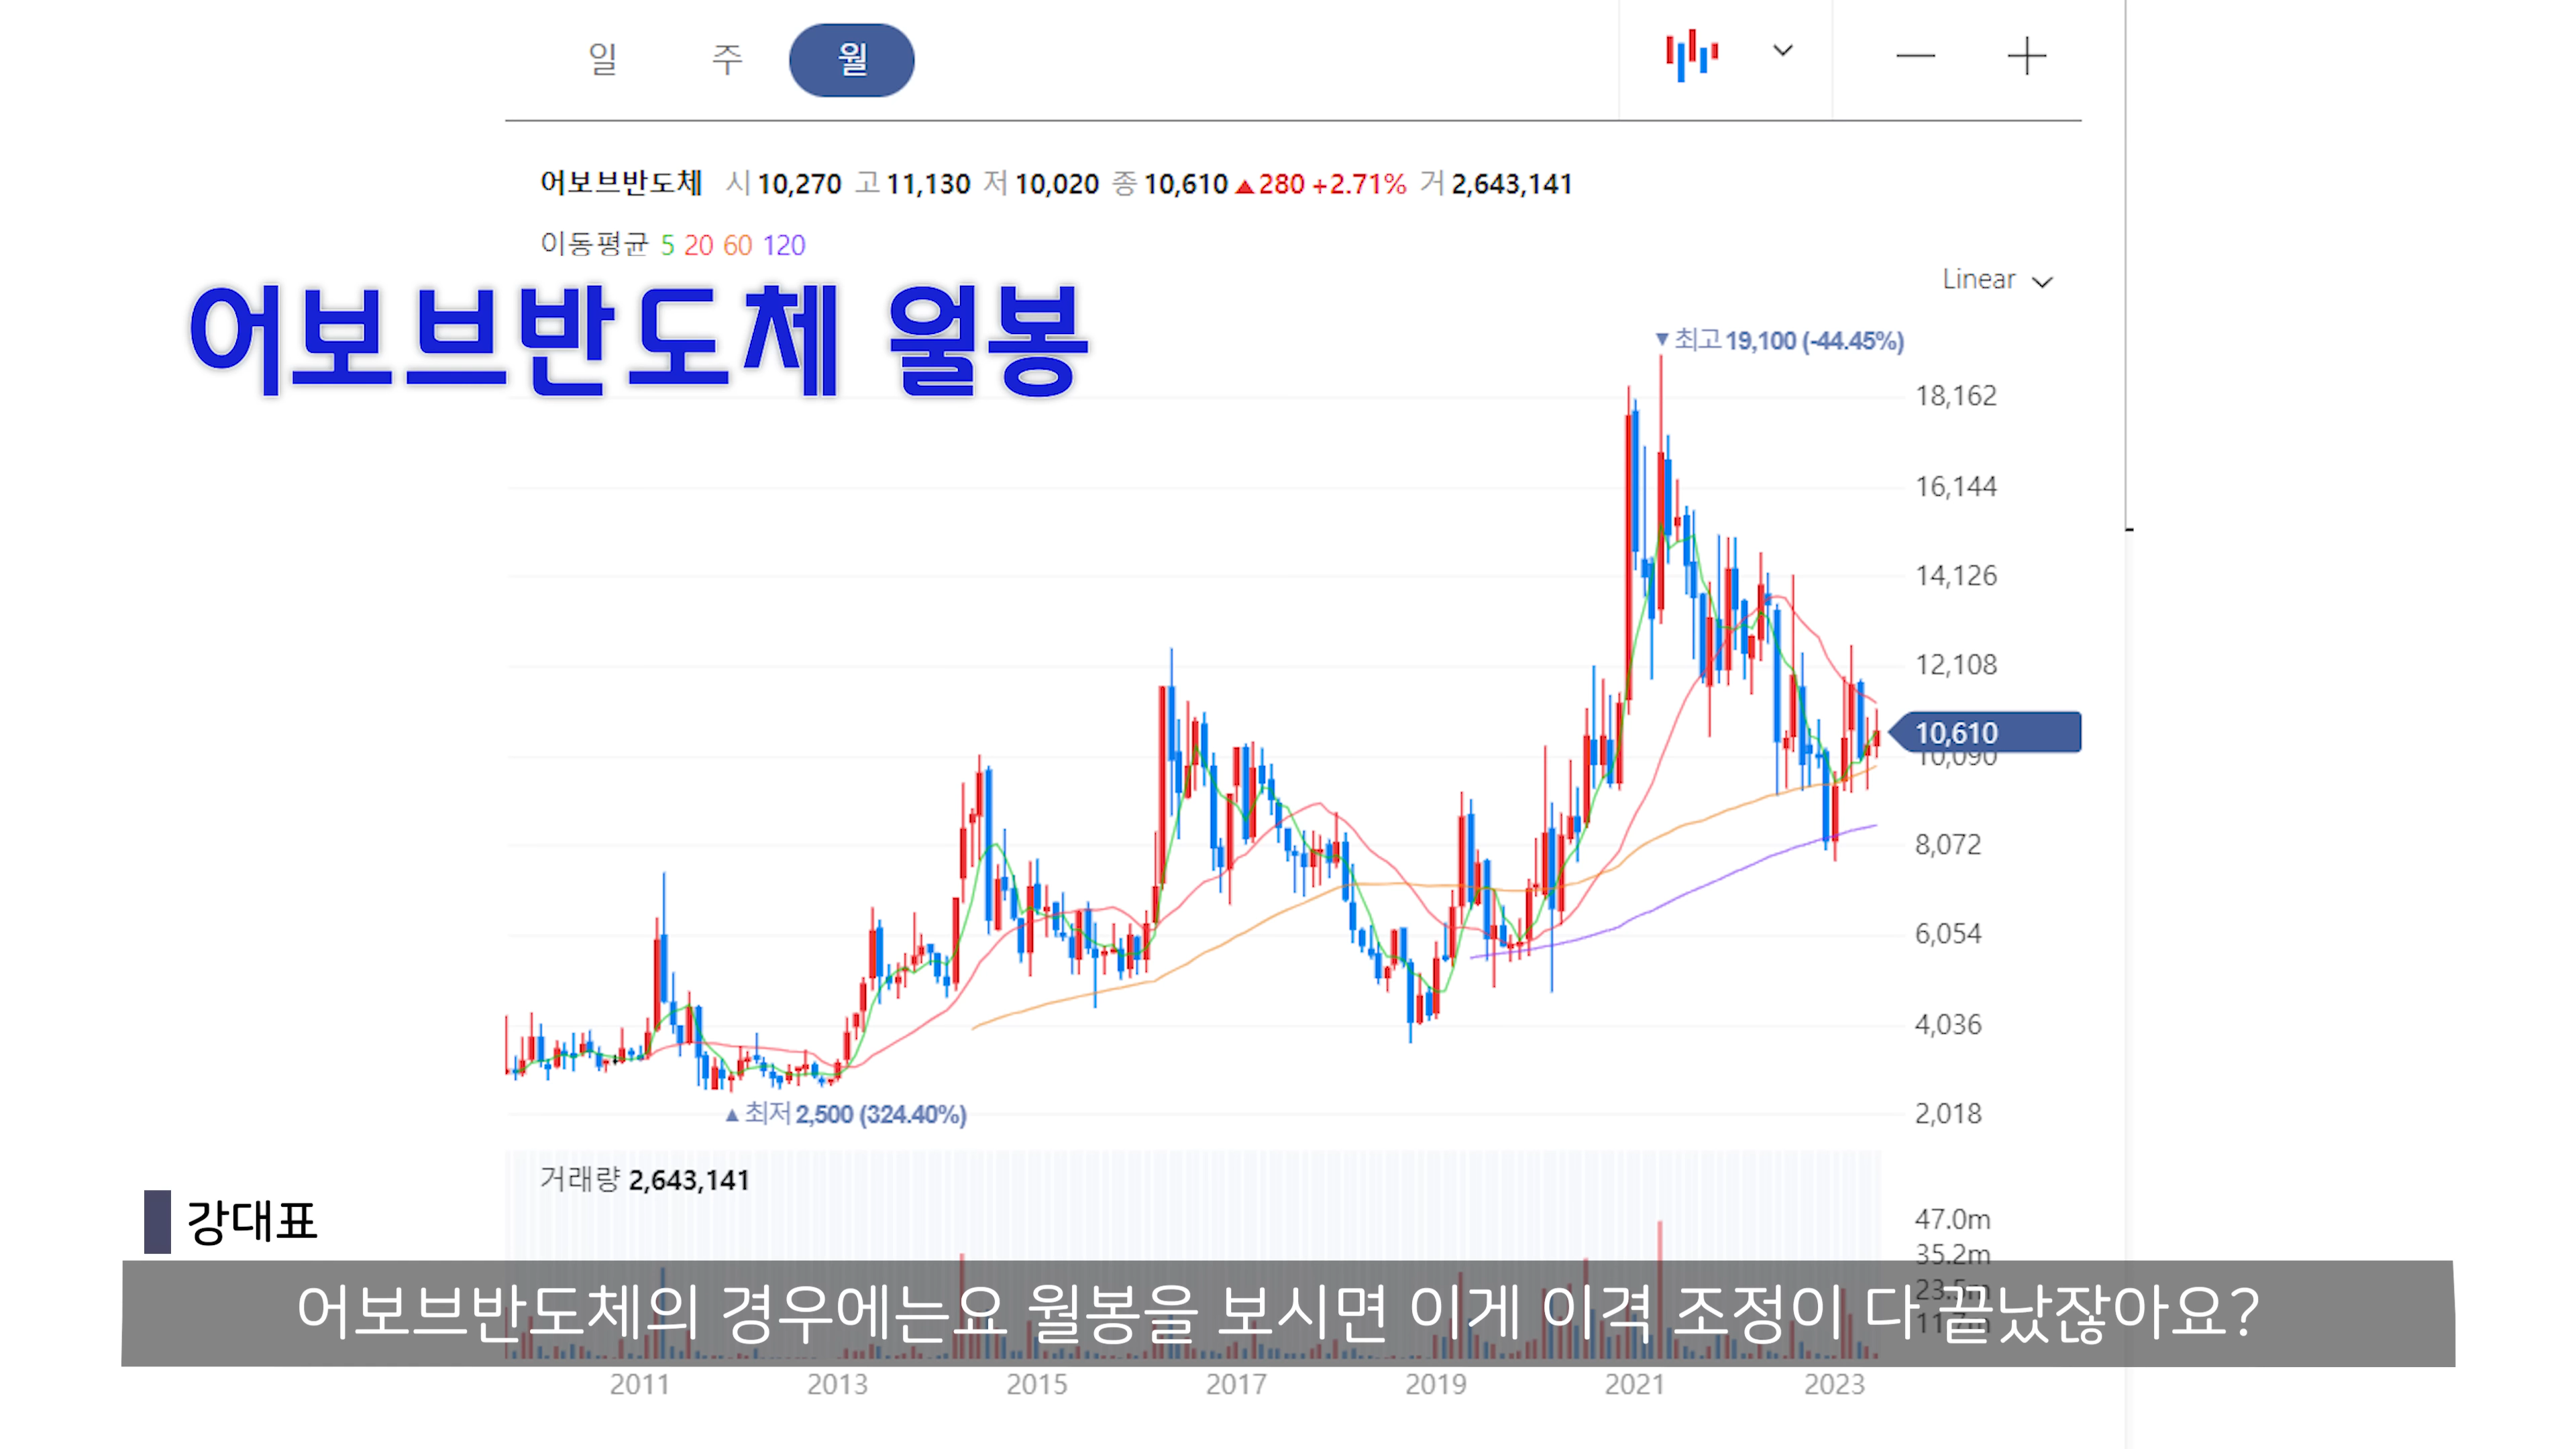 일 주 월
어보브반도체 시 10,270 고 11,130 저 10,020 종 10,610 ▲280 +2.71% 거 2,643,141
이동평균 5 20 60 120
Linear
어보브반도체 월봉
▼최고 19,100 (-44.45%)
18,162
16,144
14,126
12,108
10,610
10,090
8,072
6,054
4,036
▲최저 2,500 (324.40%)
2,018
거래량 2,643,141
강대표
47.0m
35.2m
23.5m
11.7m
어보브반도체의 경우에는요 월봉을 보시면 이게 이격 조정이 다 끝났잖아요?
2011 2013 2015 2017 2019 2021 2023